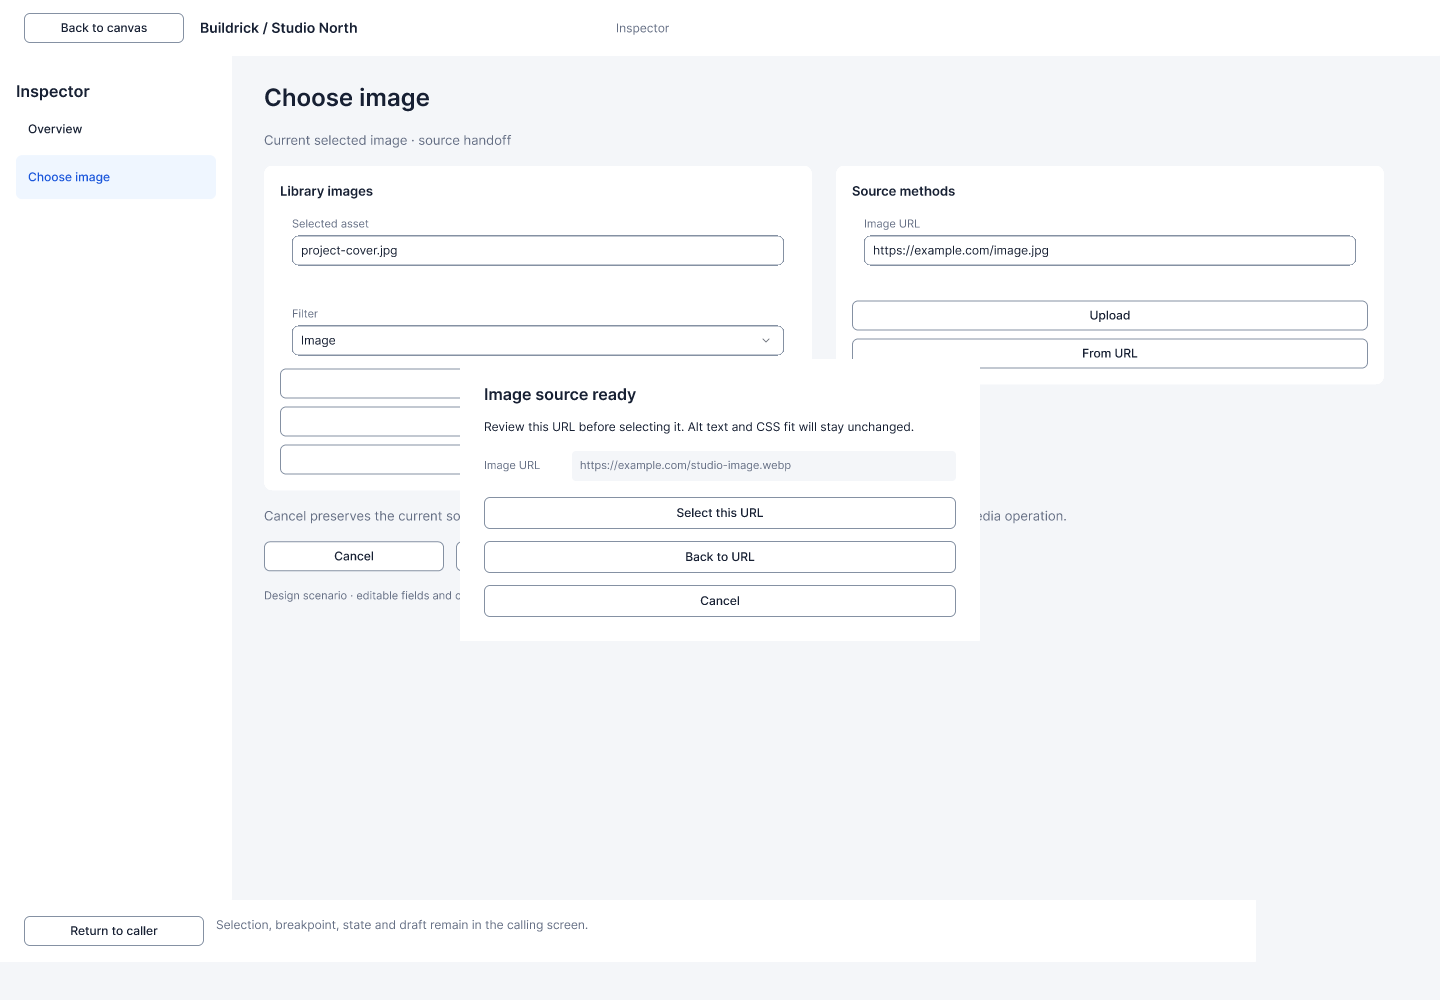 Back to canvas
Buildrick / Studio North
Inspector
Inspector
Overview
Choose image
Choose image
Current selected image · source handoff
Library images
Selected asset
project-cover.jpg
Filter
Image
Source methods
Image URL
https://example.com/image.jpg
Upload
From URL
Image source ready
Review this URL before selecting it. Alt text and CSS fit will stay unchanged.
Image URL
https://example.com/studio-image.webp
Select this URL
Back to URL
Cancel
Cancel preserves the current
operation.
Cancel
Design scenario · editable fields and
Return to caller
Selection, breakpoint, state and draft remain in the calling screen.